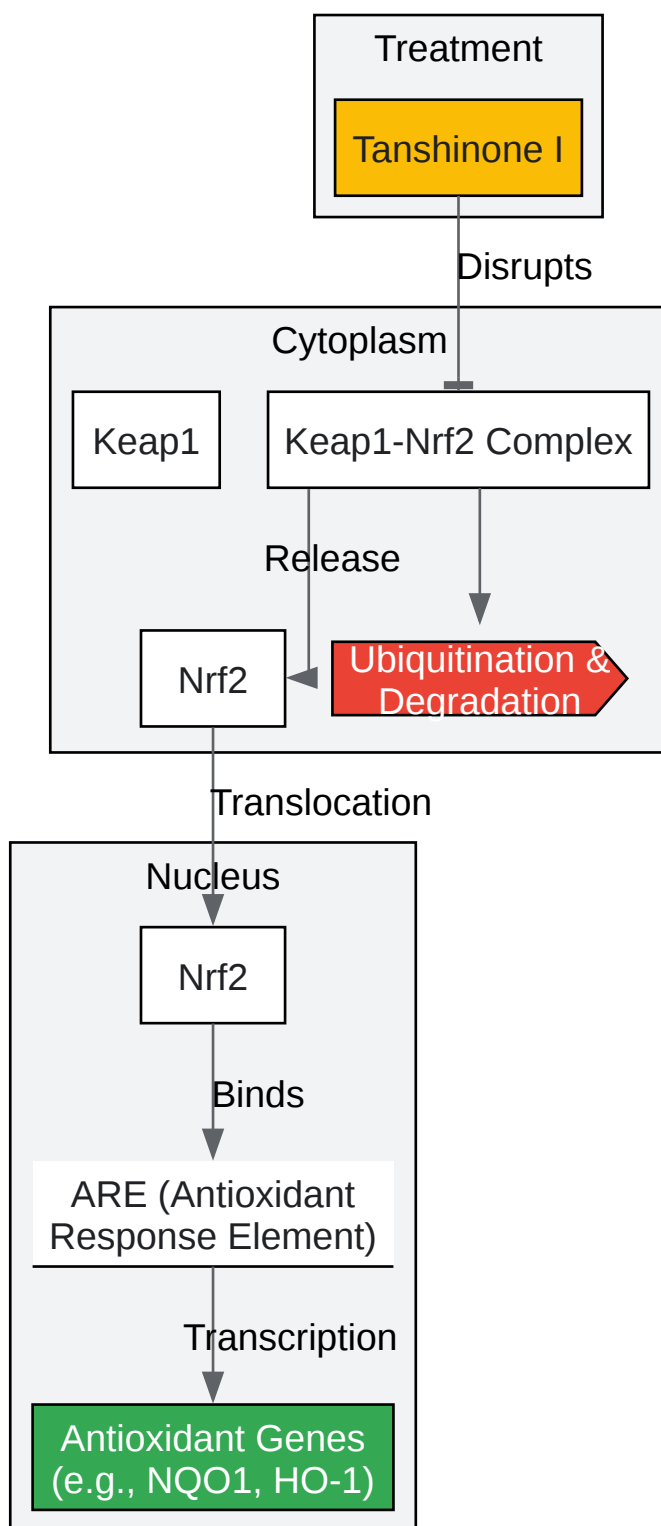 Treatment
Tanshinone I
Disrupts
Cytoplasm
Keap1
Keap1-Nrf2 Complex
Release
Nrf2
Ubiquitination &
Degradation
Translocation
Nucleus
Nrf2
Binds
ARE (Antioxidant
Response Element)
Transcription
Antioxidant Genes
(e.g., NQO1, HO-1)